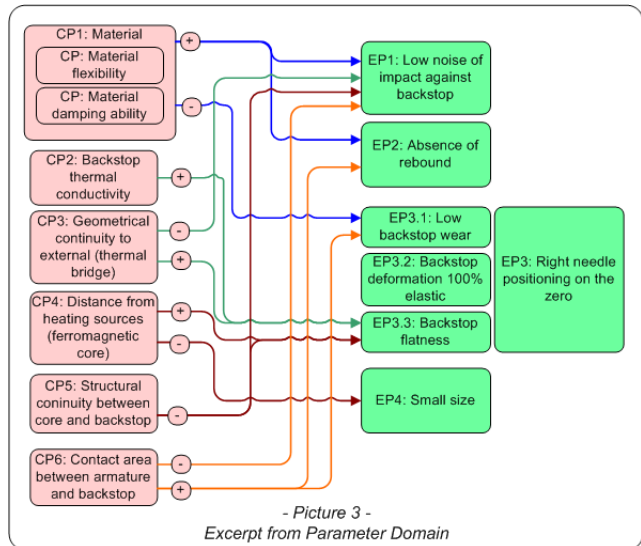 CP1: Material
CP: Material
flexibility
CP: Material
damping ability
+
-
CP2: Backstop
thermal
conductivity
+
CP3: Geometrical
continuity to
external (thermal
bridge)
-
+
CP4: Distance from
heating sources
(ferromagnetic
core)
+
-
CP5: Structural
coninuity between
core and backstop
-
CP6: Contact area
between armature
and backstop
-
+
EP1: Low noise of
impact against
backstop
EP2: Absence of
rebound
EP3.1: Low
backstop wear
EP3.2: Backstop
deformation 100%
elastic
EP3.3: Backstop
flatness
EP3: Right needle
positioning on the
zero
EP4: Small size
- Picture 3 -
Excerpt from Parameter Domain